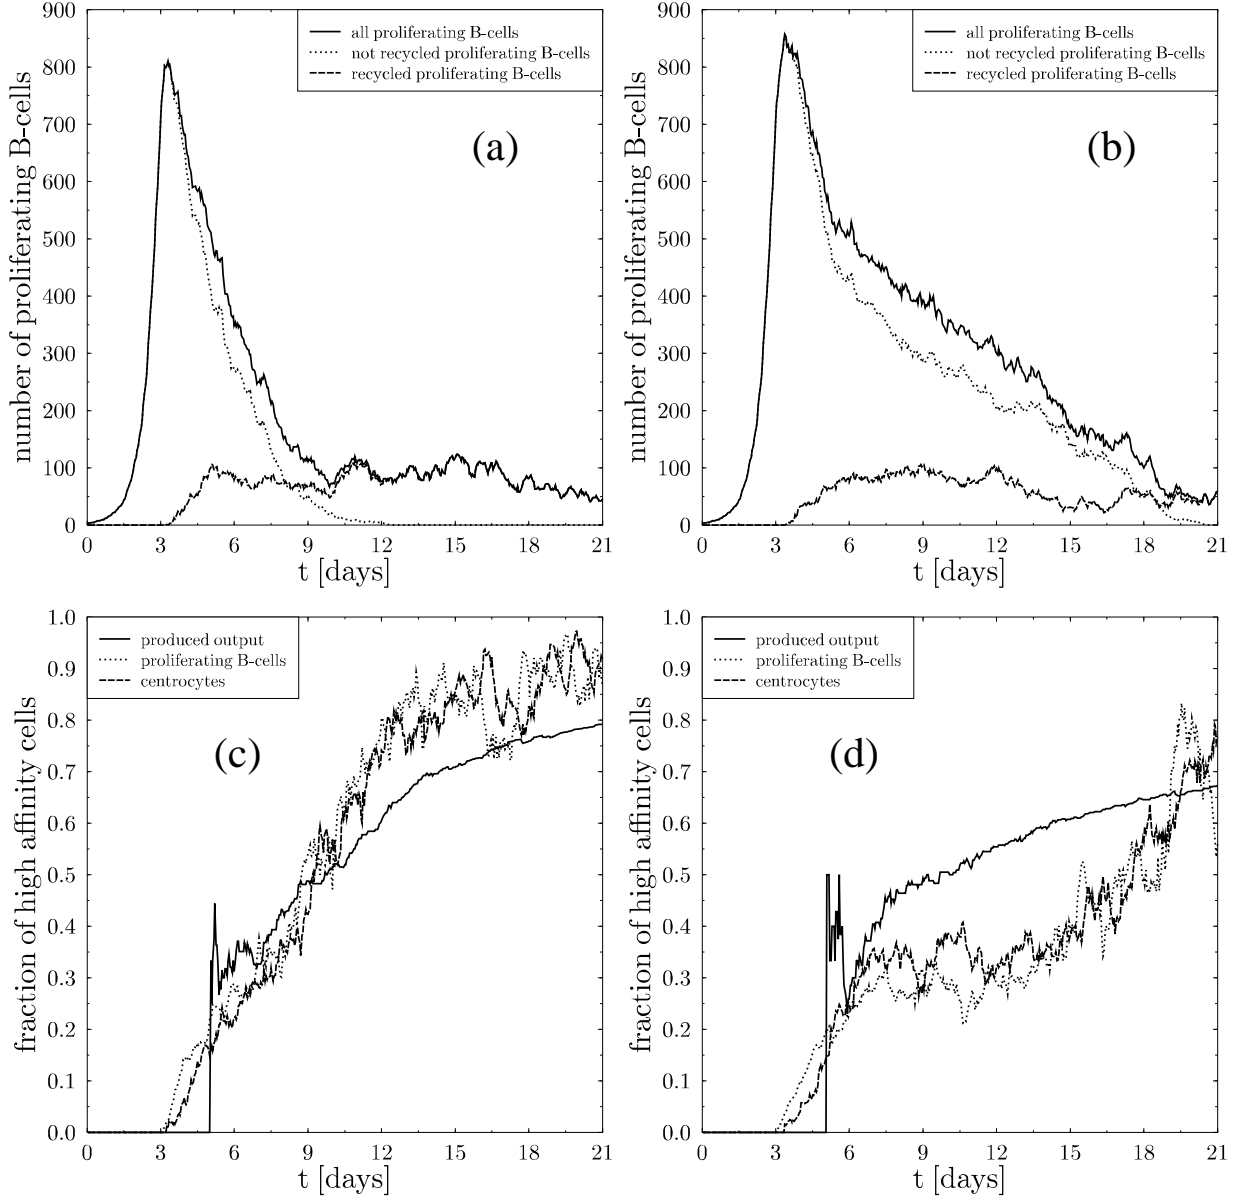 900
800
700
600
500
400
300
200
100
0
number of proliferating B-cells
all proliferating B-cells
not recycled proliferating B-cells
recycled proliferating B-cells
(a)
0 3 6 9 12 15 18 21
t [days]
900
800
700
600
500
400
300
200
100
0
number of proliferating B-cells
all proliferating B-cells
not recycled proliferating B-cells
recycled proliferating B-cells
(b)
0 3 6 9 12 15 18 21
t [days]
1.0
0.9
0.8
0.7
0.6
0.5
0.4
0.3
0.2
0.1
0.0
fraction of high affinity cells
produced output
proliferating B-cells
centrocytes
(c)
0 3 6 9 12 15 18 21
t [days]
1.0
0.9
0.8
0.7
0.6
0.5
0.4
0.3
0.2
0.1
0.0
fraction of high affinity cells
produced output
proliferating B-cells
centrocytes
(d)
0 3 6 9 12 15 18 21
t [days]